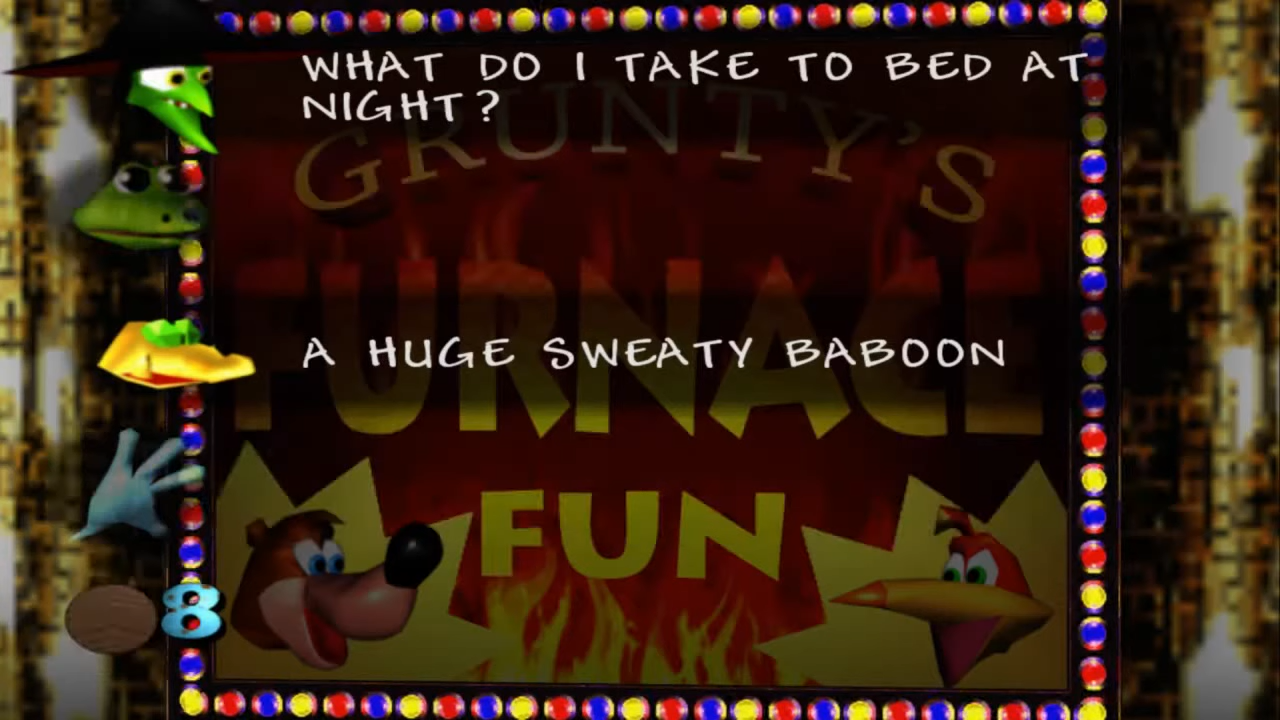 WHAT DO I TAKE TO BED AT
NIGHT?
GRUNTY'S
A HUGE SWEATY BABOON
FURNACE
FUN
8